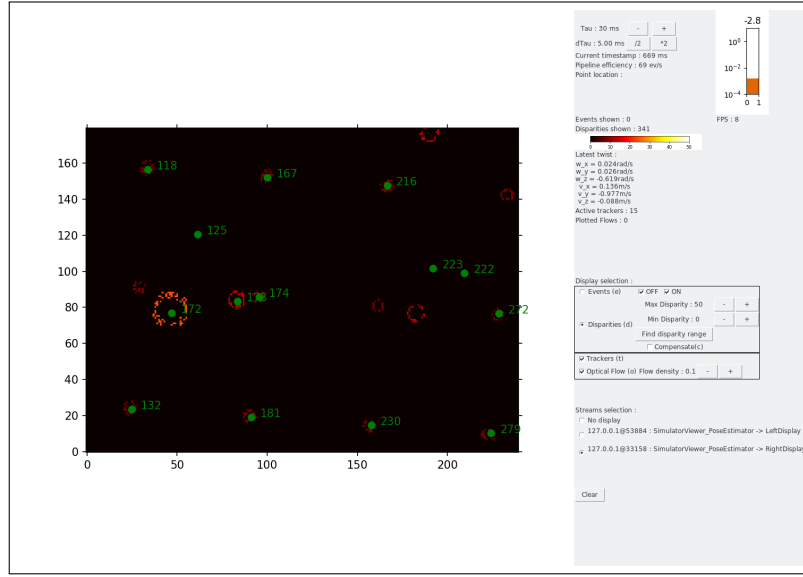 -2.8
Tau : 30 ms - +
dTau : 5.00 ms /2 *2
Current timestamp : 669 ms
Pipeline efficiency : 69 ev/s
Point location :
10⁰
10⁻²
10⁻⁴
0 1
Events shown : 0
FPS : 8
Disparities shown : 341
0 10 20 30 40 50
Latest twist :
w_x = 0.024rad/s
w_y = 0.026rad/s
w_z = -0.619rad/s
v_x = 0.136m/s
v_y = -0.977m/s
v_z = -0.088m/s
Active trackers : 15
Plotted Flows : 0
Display selection :
Events (e) OFF ON
Max Disparity : 50 - +
Min Disparity : 0 - +
Disparities (d)
Find disparity range
Compensate(c)
Trackers (t)
Optical Flow (o) Flow density : 0.1 - +
Streams selection :
No display
127.0.0.1@53884 : SimulatorViewer_PoseEstimator -> LeftDisplay
127.0.0.1@33158 : SimulatorViewer_PoseEstimator -> RightDisplay
Clear
160
140
120
100
80
60
40
20
0
0 50 100 150 200
118
167
216
125
223
222
174
272
132
181
230
279